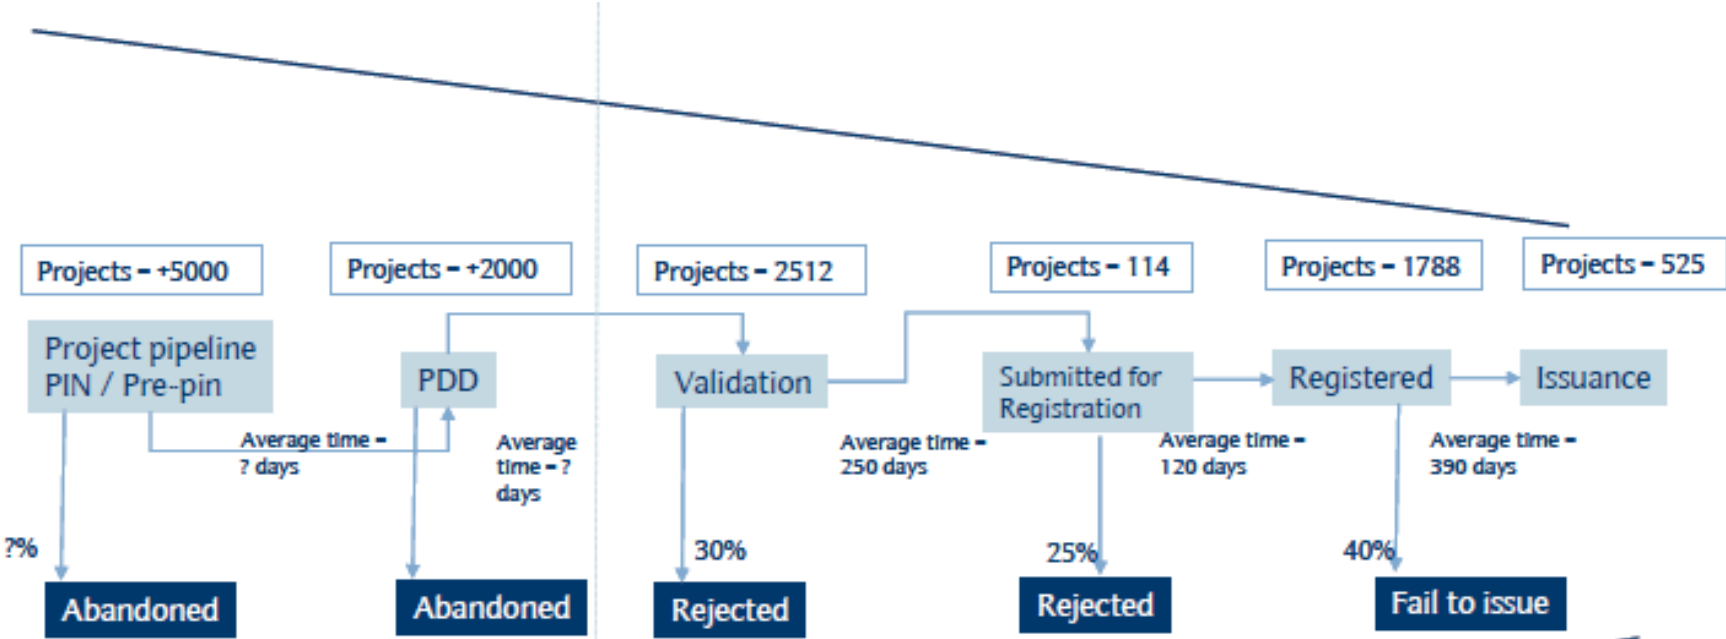 Projects – +5000
Projects – +2000
Projects – 2512
Projects – 114
Projects – 1788
Projects – 525
Project pipeline
PIN / Pre-pin
PDD
Validation
Submitted for
Registration
Registered
Issuance
Average time –
? days
Average
time – ?
days
Average time –
250 days
Average time –
120 days
Average time –
390 days
?%
30%
25%
40%
Abandoned
Abandoned
Rejected
Rejected
Fail to issue